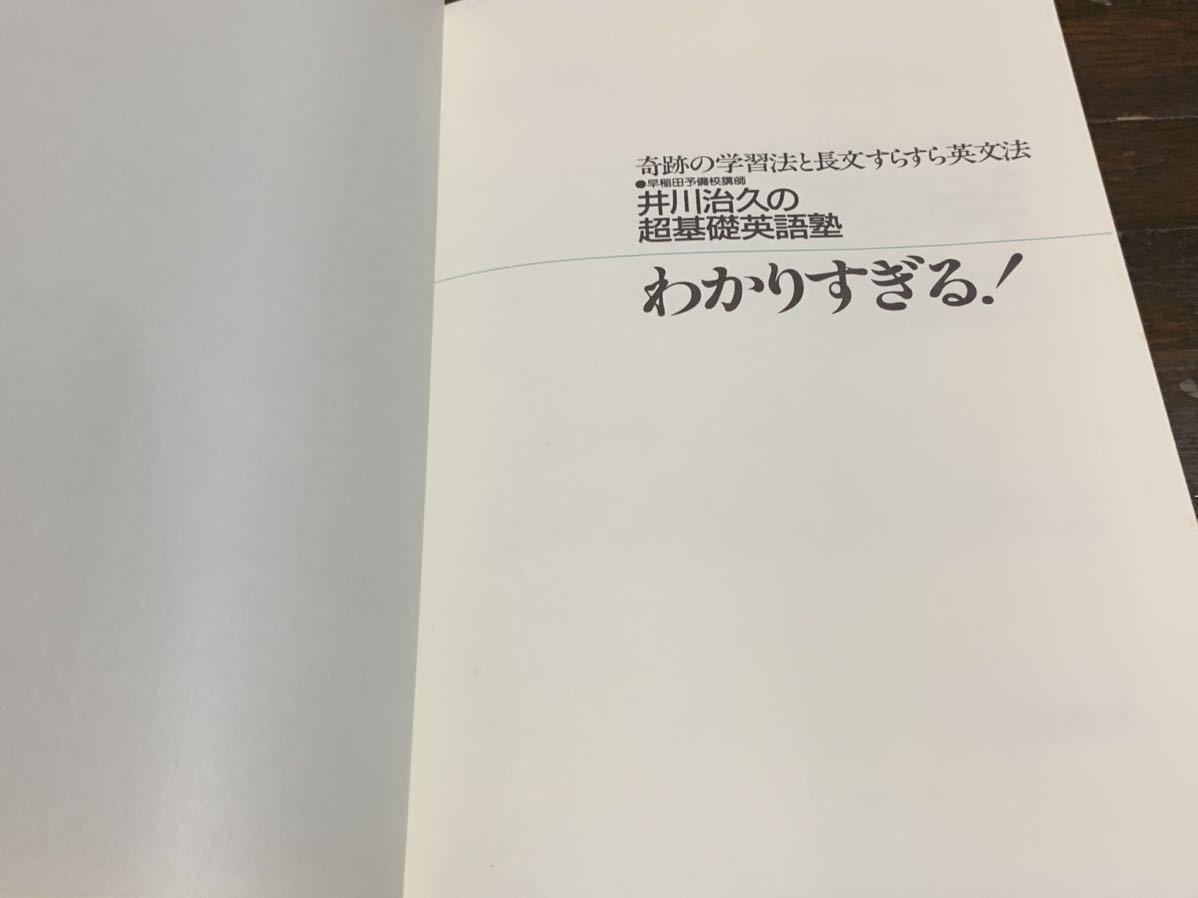 奇跡の学習法と長文すらすら英文法
●早稲田予備校講師
井川治久の
超基礎英語塾
わかりすぎる!